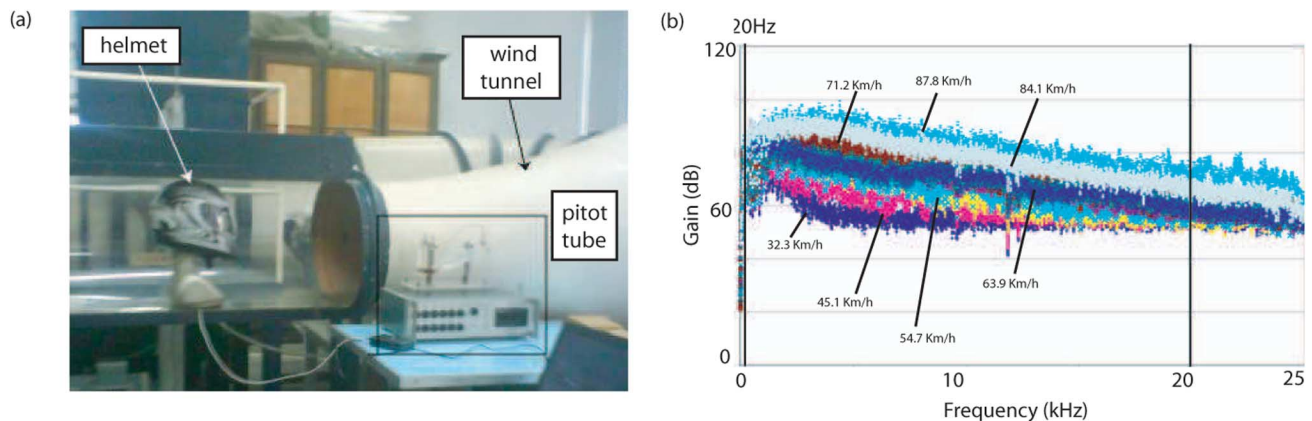 (a)
helmet
wind
tunnel
pitot
tube
(b)
20Hz
120
60
0
Gain (dB)
71.2 Km/h
87.8 Km/h
84.1 Km/h
32.3 Km/h
45.1 Km/h
54.7 Km/h
63.9 Km/h
0
10
20
25
Frequency (kHz)